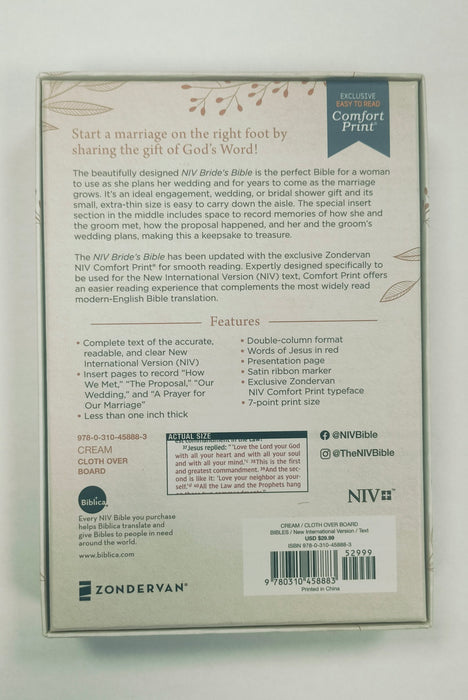 EXCLUSIVE
EASY TO READ
Comfort
Print®
Start a marriage on the right foot by
sharing the gift of God's Word!
The beautifully designed NIV Bride's Bible is the perfect Bible for a woman
to use as she plans her wedding and for years to come as the marriage
grows. It's an ideal engagement, wedding, or bridal shower gift and its
small, extra-thin size is easy to carry down the aisle. The special insert
section in the middle includes space to record memories of how she and
the groom met, how the proposal happened, and her and the groom's
wedding plans, making this a keepsake to treasure.
The NIV Bride's Bible has been updated with the exclusive Zondervan
NIV Comfort Print® for smooth reading. Expertly designed specifically to
be used for the New International Version (NIV) text, Comfort Print offers
an easier reading experience that complements the most widely read
modern-English Bible translation.
Features
• Complete text of the accurate,
readable, and clear New
International Version (NIV)
• Insert pages to record "How
We Met," "The Proposal," "Our
Wedding," and "A Prayer for
Our Marriage"
• Less than one inch thick
• Double-column format
• Words of Jesus in red
• Presentation page
• Satin ribbon marker
• Exclusive Zondervan
NIV Comfort Print typeface
• 7-point print size
978-0-310-45888-3
CREAM
CLOTH OVER
BOARD
ACTUAL SIZE
commandment in the Law?"
37Jesus replied: "'Love the Lord your God
with all your heart and with all your soul
and with all your mind.' 38This is the first
and greatest commandment. 39And the sec-
ond is like it: 'Love your neighbor as your-
self.' 40All the Law and the Prophets hang
@NIVBible
@TheNIVBible
Biblica
Every NIV Bible you purchase
helps Biblica translate and
give Bibles to people in need
around the world.
www.biblica.com
NIV™
ZONDERVAN®
CREAM / CLOTH OVER BOARD
BIBLES / New International Version / Text
USD $29.99
ISBN 978-0-310-45888-3
52999
9 780310 458883
Printed in China